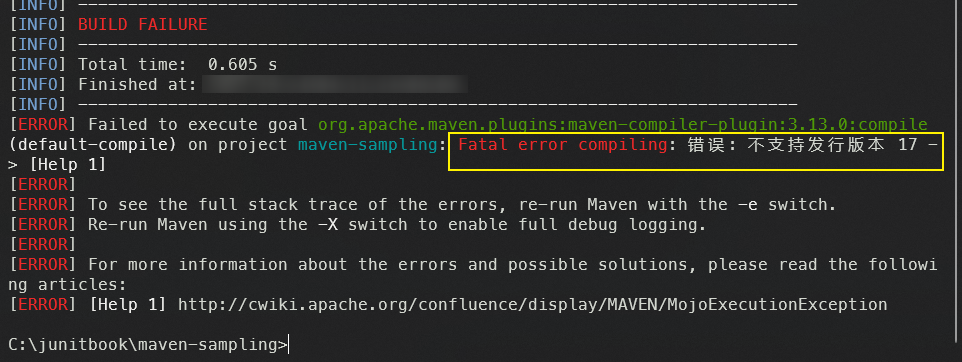 [INFO] ------------------------------------------------------------------------
[INFO] BUILD FAILURE
[INFO] ------------------------------------------------------------------------
[INFO] Total time:  0.605 s
[INFO] Finished at:
[INFO] ------------------------------------------------------------------------
[ERROR] Failed to execute goal org.apache.maven.plugins:maven-compiler-plugin:3.13.0:compile
(default-compile) on project maven-sampling: Fatal error compiling: 错误: 不支持发行版本 17 -
> [Help 1]
[ERROR]
[ERROR] To see the full stack trace of the errors, re-run Maven with the -e switch.
[ERROR] Re-run Maven using the -X switch to enable full debug logging.
[ERROR]
[ERROR] For more information about the errors and possible solutions, please read the followi
ng articles:
[ERROR] [Help 1] http://cwiki.apache.org/confluence/display/MAVEN/MojoExecutionException
C:\junitbook\maven-sampling>